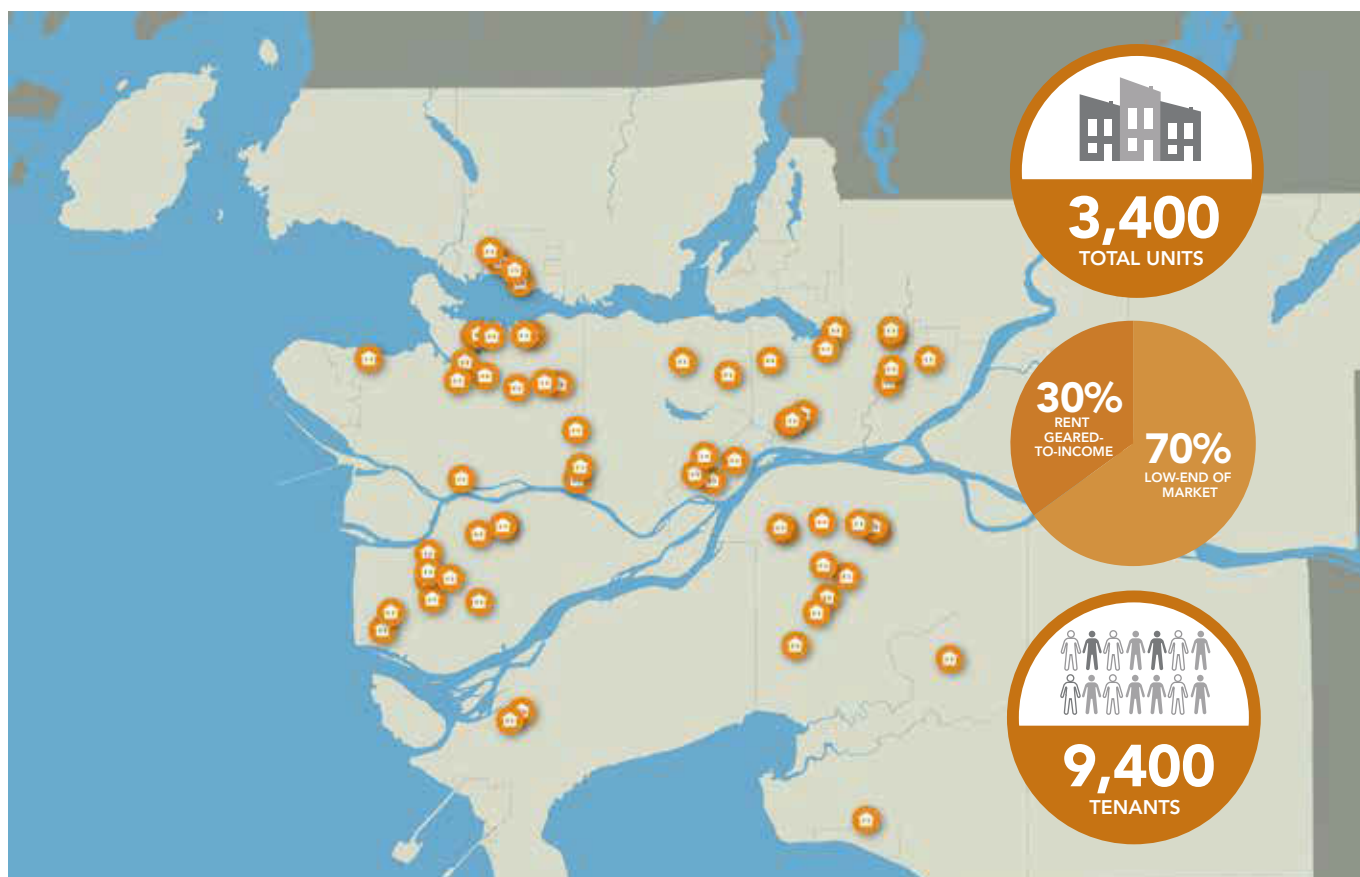 3,400
TOTAL UNITS
30%
RENT
GEARED-
TO-INCOME
70%
LOW-END OF
MARKET
9,400
TENANTS